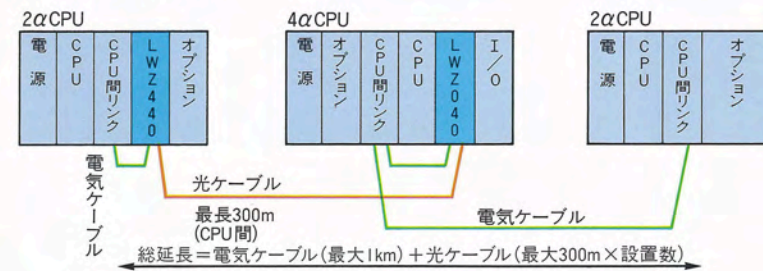 2αCPU
電源
CPU
CPU間リンク
LWZ440
オプション
4αCPU
電源
オプション
CPU間リンク
CPU
LWZ040
I/O
2αCPU
電源
CPU
CPU間リンク
オプション
電気ケーブル
光ケーブル
最長300m
(CPU間)
電気ケーブル
総延長=電気ケーブル(最大1km)+光ケーブル(最大300m×設置数)